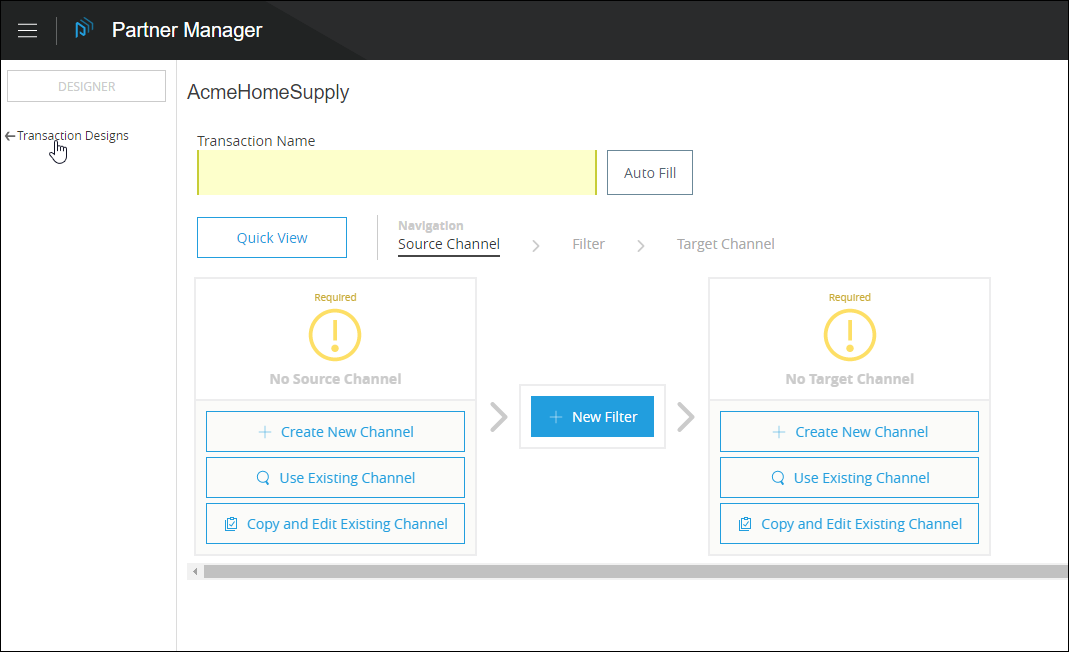 Partner Manager
DESIGNER
Transaction Designs
AcmeHomeSupply
Transaction Name
Auto Fill
Quick View
Navigation
Source Channel
Filter
Target Channel
Required
No Source Channel
Create New Channel
Use Existing Channel
Copy and Edit Existing Channel
New Filter
Required
No Target Channel
Create New Channel
Use Existing Channel
Copy and Edit Existing Channel